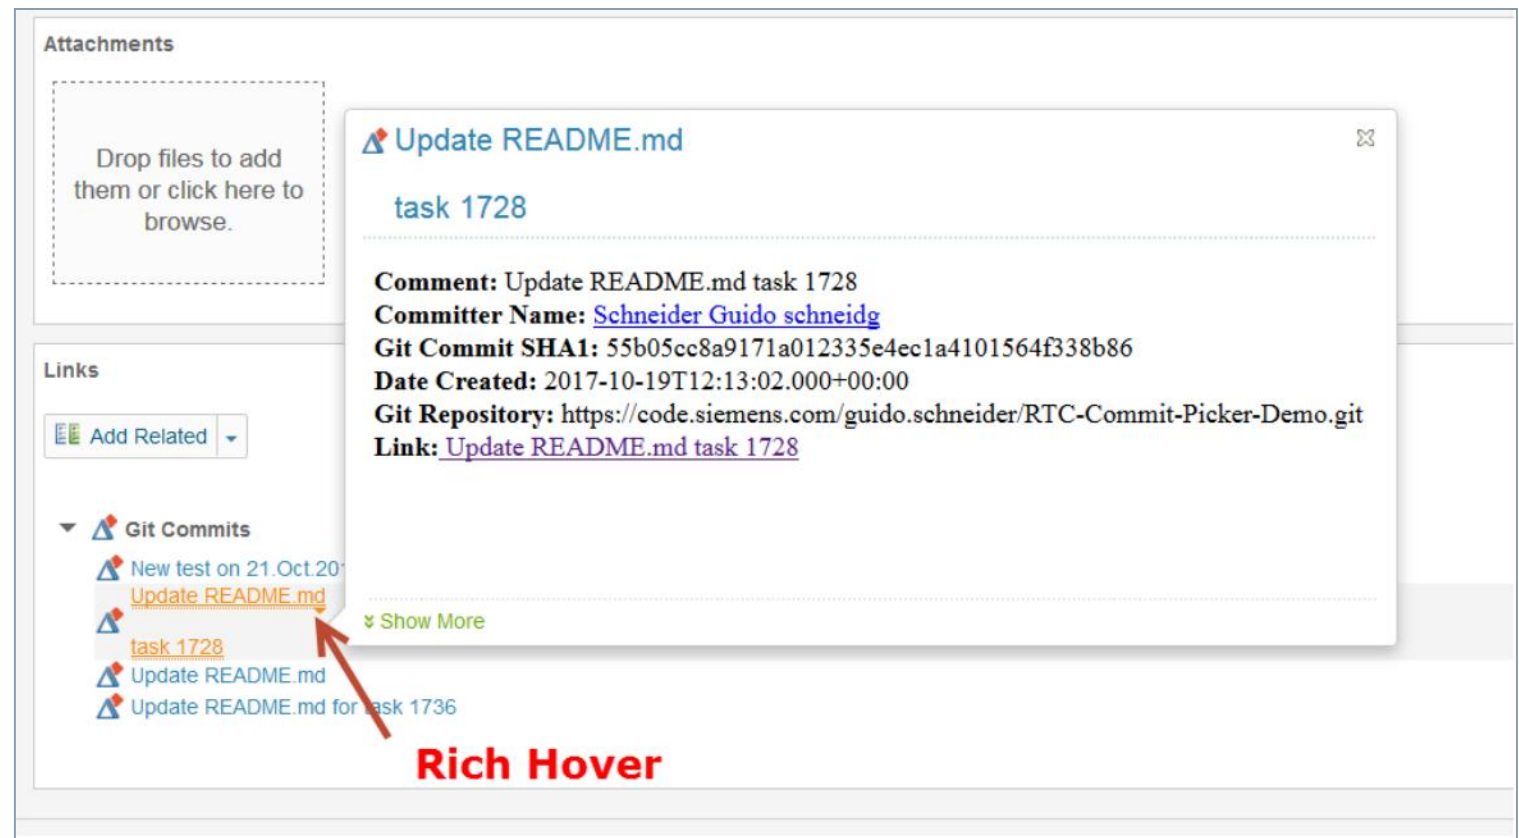 Attachments
Drop files to add
them or click here to
browse.
Update README.md
task 1728
Comment: Update README.md task 1728
Committer Name: Schneider Guido schneidg
Git Commit SHA1: 55b05cc8a9171a012335e4ec1a4101564f338b86
Date Created: 2017-10-19T12:13:02.000+00:00
Git Repository: https://code.siemens.com/guido.schneider/RTC-Commit-Picker-Demo.git
Link: Update README.md task 1728
Show More
Links
Add Related
Git Commits
New test on 21.Oct.20
Update README.md
task 1728
Update README.md
Update README.md for task 1736
Rich Hover